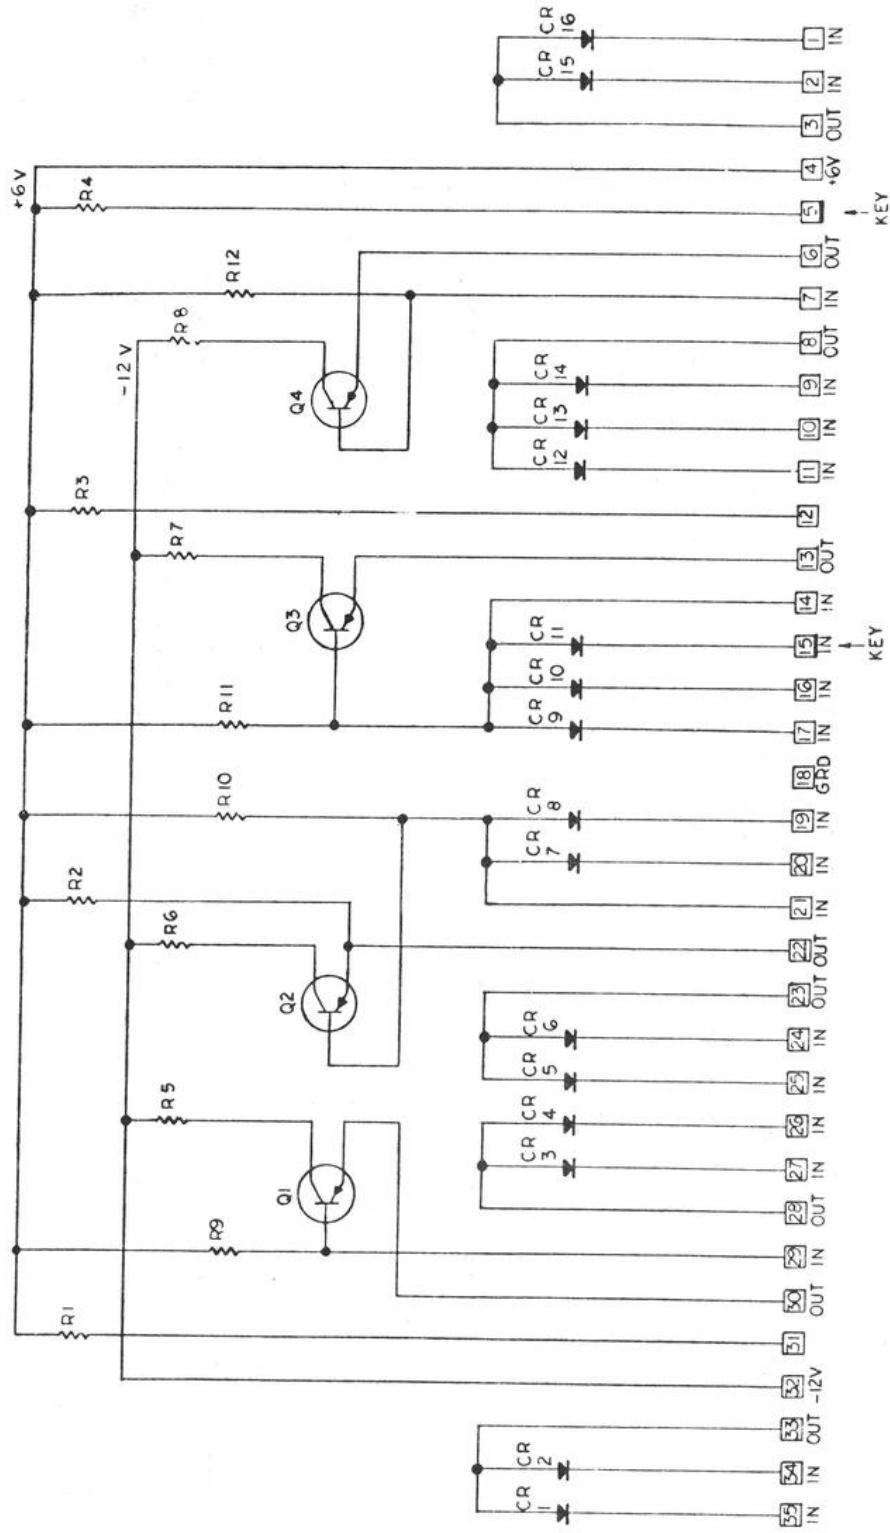 CR 16
1 IN
CR 15
2 IN
3 OUT
+6V
4 +6V
R4
5
KEY
6 OUT
R12
7 IN
R8
-12 V
8 OUT
Q4
CR 14
9 IN
CR 13
10 IN
CR 12
11 IN
R3
12
R7
13 OUT
Q3
14 IN
CR 11
15 IN
KEY
CR 10
16 IN
R11
CR 9
17 IN
18 GRD
R10
CR 8
19 IN
CR 7
20 IN
R2
21 IN
R6
22 OUT
Q2
23 OUT
CR 6
24 IN
CR 5
25 IN
R5
CR 4
26 IN
CR 3
27 IN
Q1
28 OUT
R9
29 IN
30 OUT
R1
31
32 -12V
33 OUT
CR 2
34 IN
CR 1
35 IN